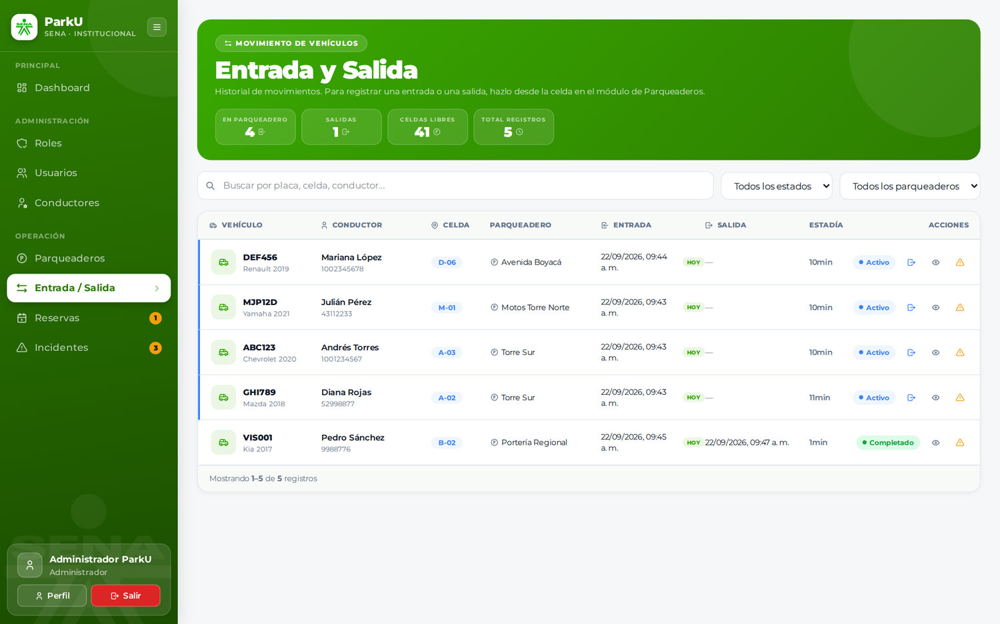 SENA
ParkU
SENA · INSTITUCIONAL
PRINCIPAL
Dashboard
ADMINISTRACIÓN
Roles
Usuarios
Conductores
OPERACIÓN
Parqueaderos
Entrada / Salida
Reservas 1
Incidentes 3
SENA
Administrador ParkU
Administrador
Perfil Salir
MOVIMIENTO DE VEHÍCULOS
Entrada y Salida
Historial de movimientos. Para registrar una entrada o una salida, hazlo desde la celda en el módulo de Parqueaderos.
EN PARQUEADERO SALIDAS CELDAS LIBRES TOTAL REGISTROS
4 1 41 5
Buscar por placa, celda, conductor... Todos los estados Todos los parqueaderos
VEHÍCULO CONDUCTOR CELDA PARQUEADERO ENTRADA SALIDA ESTADÍA ACCIONES
DEF456 Mariana López D-06 Avenida Boyacá 22/09/2026, 09:44 HOY — 10min Activo
Renault 2019 1002345678 a. m.
MJP12D Julián Pérez M-01 Motos Torre Norte 22/09/2026, 09:43 HOY — 10min Activo
Yamaha 2021 43112233 a. m.
ABC123 Andrés Torres A-03 Torre Sur 22/09/2026, 09:43 HOY — 10min Activo
Chevrolet 2020 1001234567 a. m.
GHI789 Diana Rojas A-02 Torre Sur 22/09/2026, 09:43 HOY — 11min Activo
Mazda 2018 52998877 a. m.
VIS001 Pedro Sánchez B-02 Portería Regional 22/09/2026, 09:45 HOY 22/09/2026, 09:47 a. m. 1min Completado
Kia 2017 9988776 a. m.
Mostrando 1–5 de 5 registros